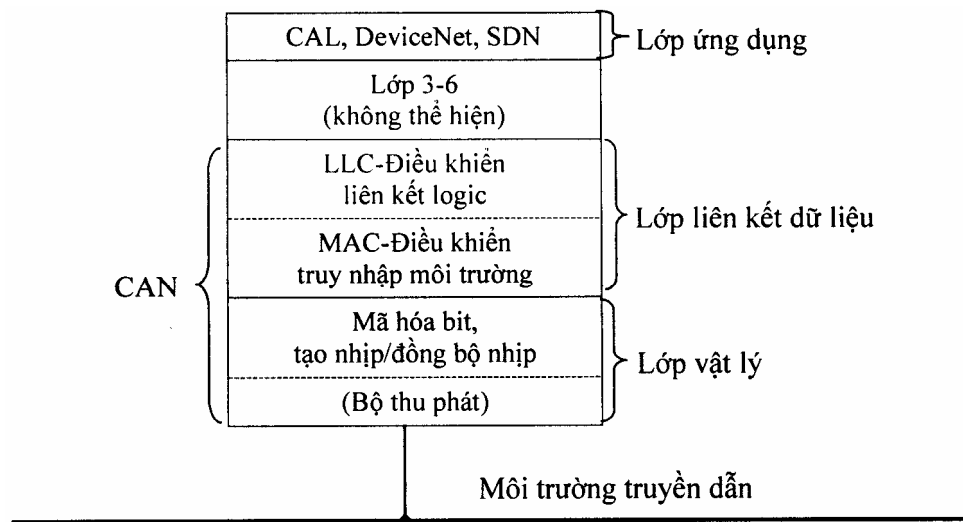 CAL, DeviceNet, SDN
Lớp ứng dụng
Lớp 3-6
(không thể hiện)
LLC-Điều khiển
liên kết logic
Lớp liên kết dữ liệu
MAC-Điều khiển
truy nhập môi trường
CAN
Mã hóa bit,
tạo nhịp/đồng bộ nhịp
Lớp vật lý
(Bộ thu phát)
Môi trường truyền dẫn